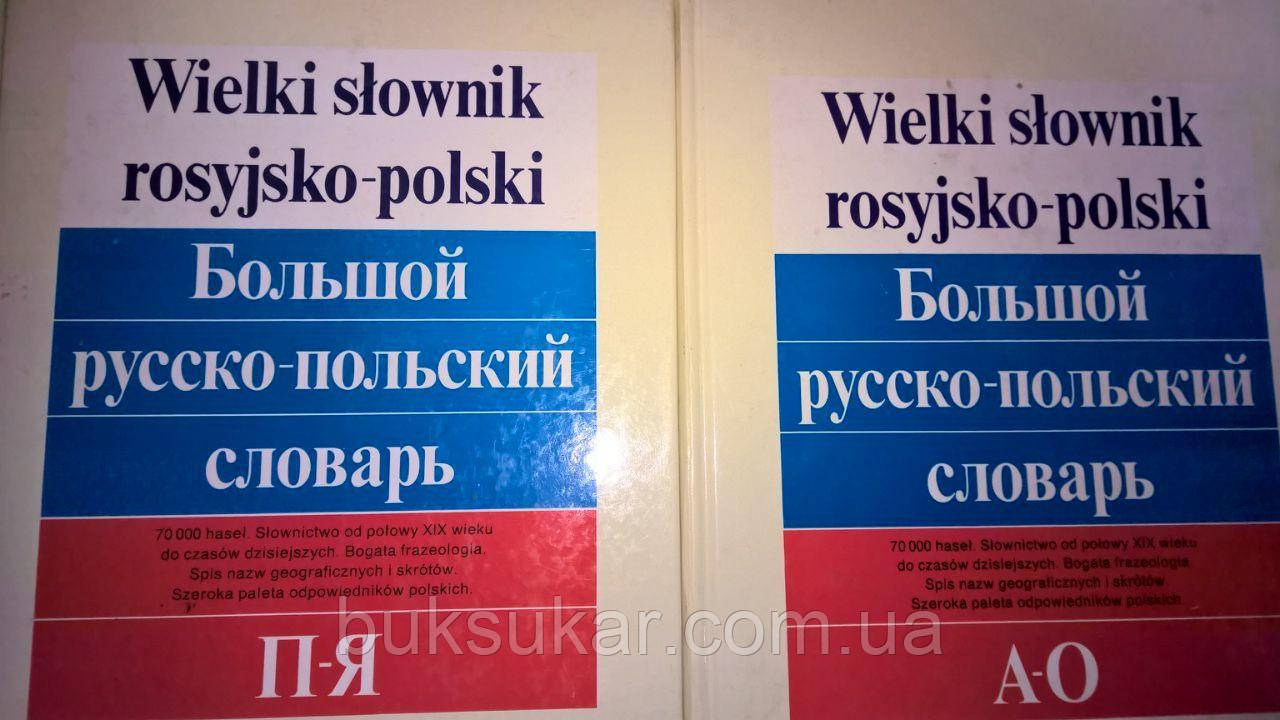 Wielki słownik
rosyjsko-polski
Большой
русско-польский
словарь
70 000 haseł. Słownictwo od połowy XIX wieku
do czasów dzisiejszych. Bogata frazeologia.
Spis nazw geograficznych i skrótów.
Szeroka paleta odpowiedników polskich.
П-Я
Wielki słownik
rosyjsko-polski
Большой
русско-польский
словарь
70 000 haseł. Słownictwo od połowy XIX wieku
do czasów dzisiejszych. Bogata frazeologia
Spis nazw geograficznych i skrótów
Szeroka paleta odpowiedników polskich
А-О
buksukar.com.ua